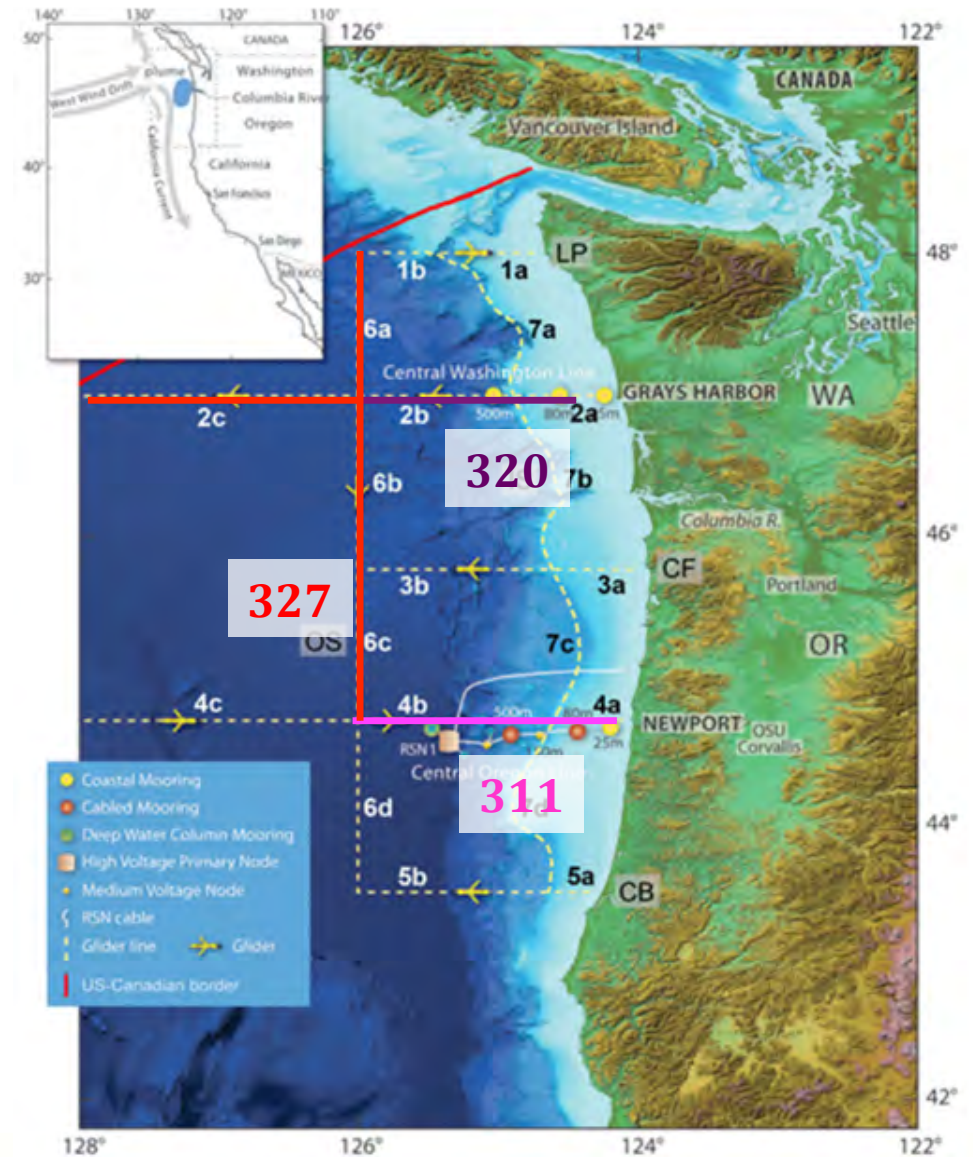 140°
130°
120°
110°
50°
40°
30°
CANADA
Washington
Columbia River
Oregon
California
San Francisco
San Diego
MEXICO
plume
West Wind Drift
California Current
126°
124°
122°
CANADA
Vancouver Island
LP
48°
1b
1a
6a
7a
Seattle
Central Washington Line
GRAYS HARBOR
WA
2c
2b
500m
80m
2a
320
6b
7b
Columbia R.
46°
3b
3a
CF
Portland
327
OS
6c
7c
OR
4c
4b
500m
80m
4a
NEWPORT
OSU
Corvallis
RSN1
25m
Central Oregon Line
311
7d
6d
44°
5b
5a
CB
Coastal Mooring
Cabled Mooring
Deep Water Column Mooring
High Voltage Primary Node
Medium Voltage Node
RSN cable
Glider line
Glider
US-Canadian border
42°
128°
126°
124°
122°